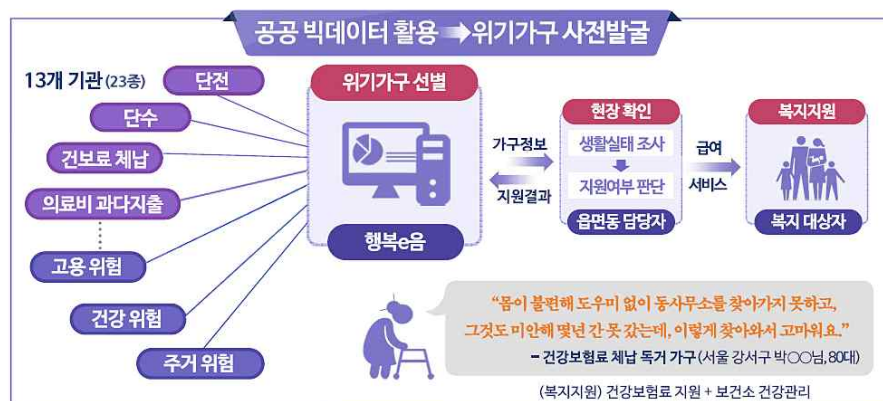 공공 빅데이터 활용 → 위기가구 사전발굴
13개 기관 (23종)
단전
단수
건보료 체납
의료비 과다지출
고용 위험
건강 위험
주거 위험
위기가구 선별
행복e음
가구정보
지원결과
현장 확인
생활실태 조사
지원여부 판단
읍면동 담당자
급여
서비스
복지지원
복지 대상자
“몸이 불편해 도우미 없이 동사무소를 찾아가지 못하고,
그것도 미안해 몇년 간 못 갔는데, 이렇게 찾아와서 고마워요.”
– 건강보험료 체납 독거 가구 (서울 강서구 박○○님, 80대)
(복지지원) 건강보험료 지원 + 보건소 건강관리